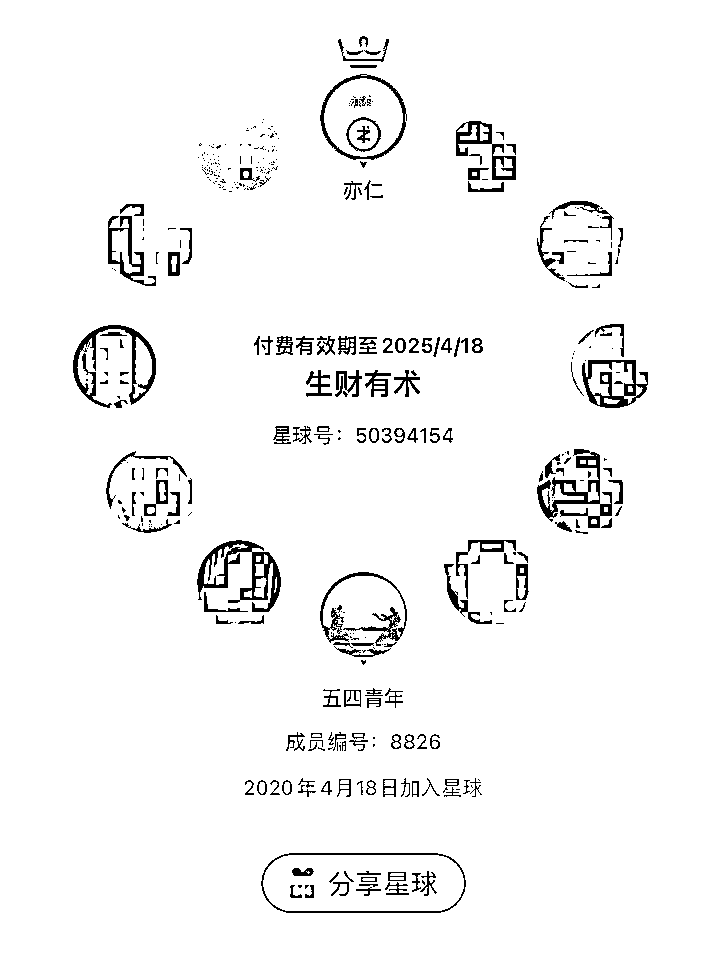 术
亦仁
付费有效期至2025/4/18
生财有术
星球号：50394154
五四青年
成员编号：8826
2020年4月18日加入星球
分享星球